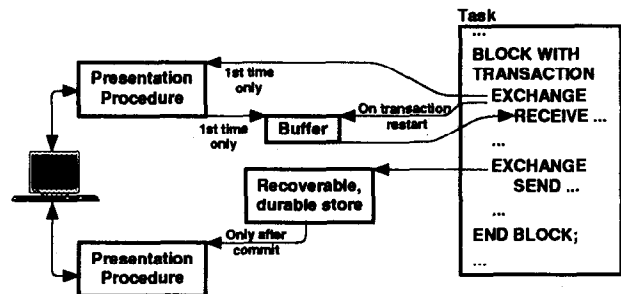 Task
...
BLOCK WITH
TRANSACTION
EXCHANGE
RECEIVE ...
...
EXCHANGE
SEND ...
...
END BLOCK;
...
Presentation
Procedure
1st time
only
1st time
only
Buffer
On transaction
restart
Recoverable,
durable store
Only after
commit
Presentation
Procedure